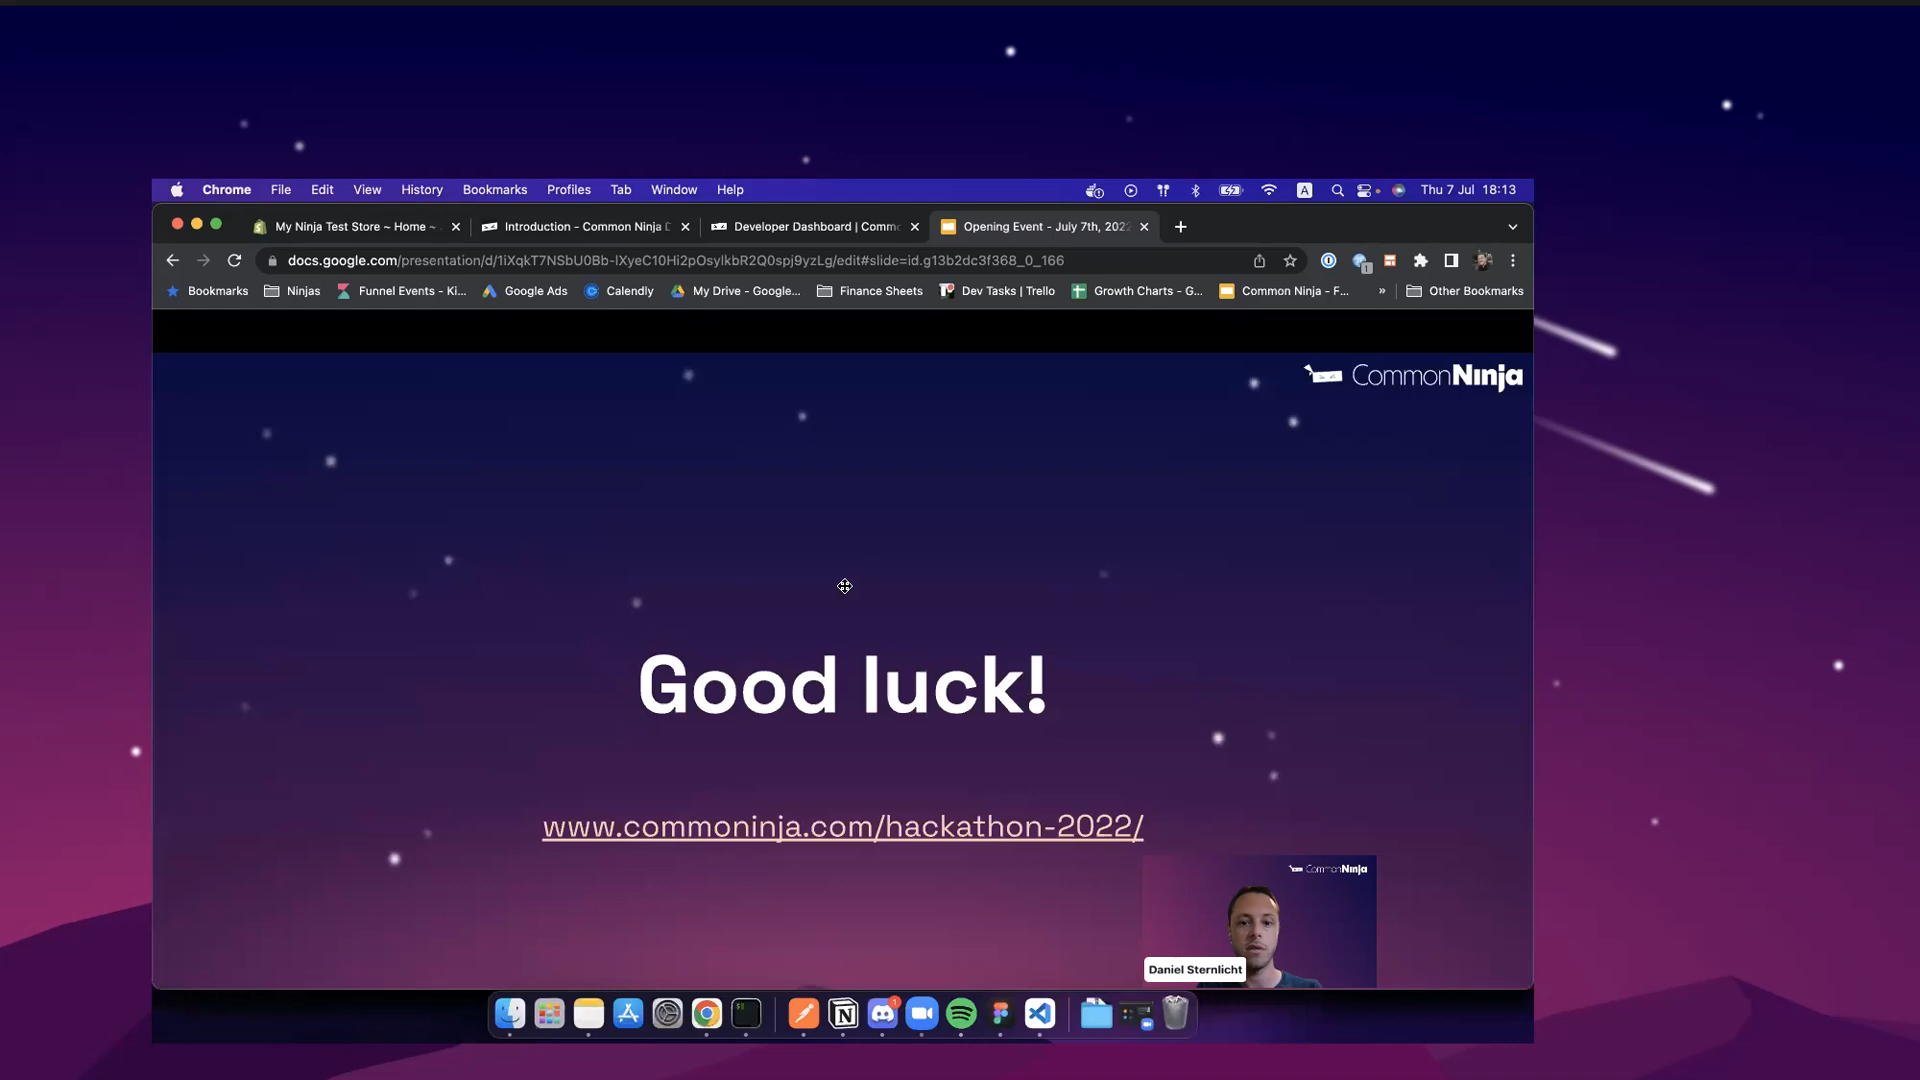 Chrome File Edit View History Bookmarks Profiles Tab Window Help A Thu 7 Jul 18:13
My Ninja Test Store ~ Home ~ Introduction - Common Ninja D Developer Dashboard | Commo Opening Event - July 7th, 2022
docs.google.com/presentation/d/1iXqkT7NSbU0Bb-IXyeC10Hi2pOsylkbR2Q0spj9yzLg/edit#slide=id.g13b2dc3f368_0_166
Bookmarks Ninjas Funnel Events - Ki... Google Ads Calendly My Drive - Google... Finance Sheets Dev Tasks | Trello Growth Charts - G... Common Ninja - F... » Other Bookmarks
CommonNinja
Good luck!
www.commoninja.com/hackathon-2022/
CommonNinja
Daniel Sternlicht